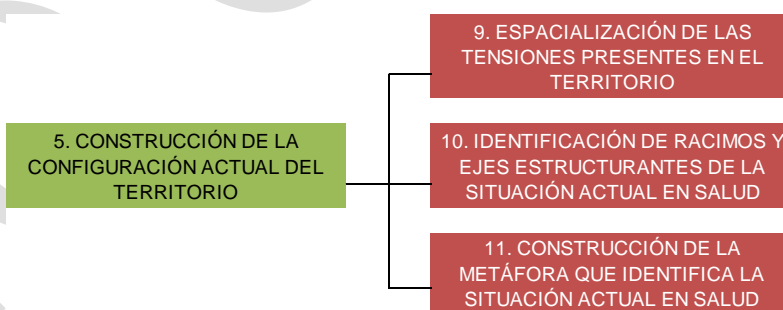 9. ESPACIALIZACIÓN DE LAS
TENSIONES PRESENTES EN EL
TERRITORIO
5. CONSTRUCCIÓN DE LA
CONFIGURACIÓN ACTUAL DEL
TERRITORIO
10. IDENTIFICACIÓN DE RACIMOS Y
EJES ESTRUCTURANTES DE LA
SITUACIÓN ACTUAL EN SALUD
11. CONSTRUCCIÓN DE LA
METÁFORA QUE IDENTIFICA LA
SITUACIÓN ACTUAL EN SALUD